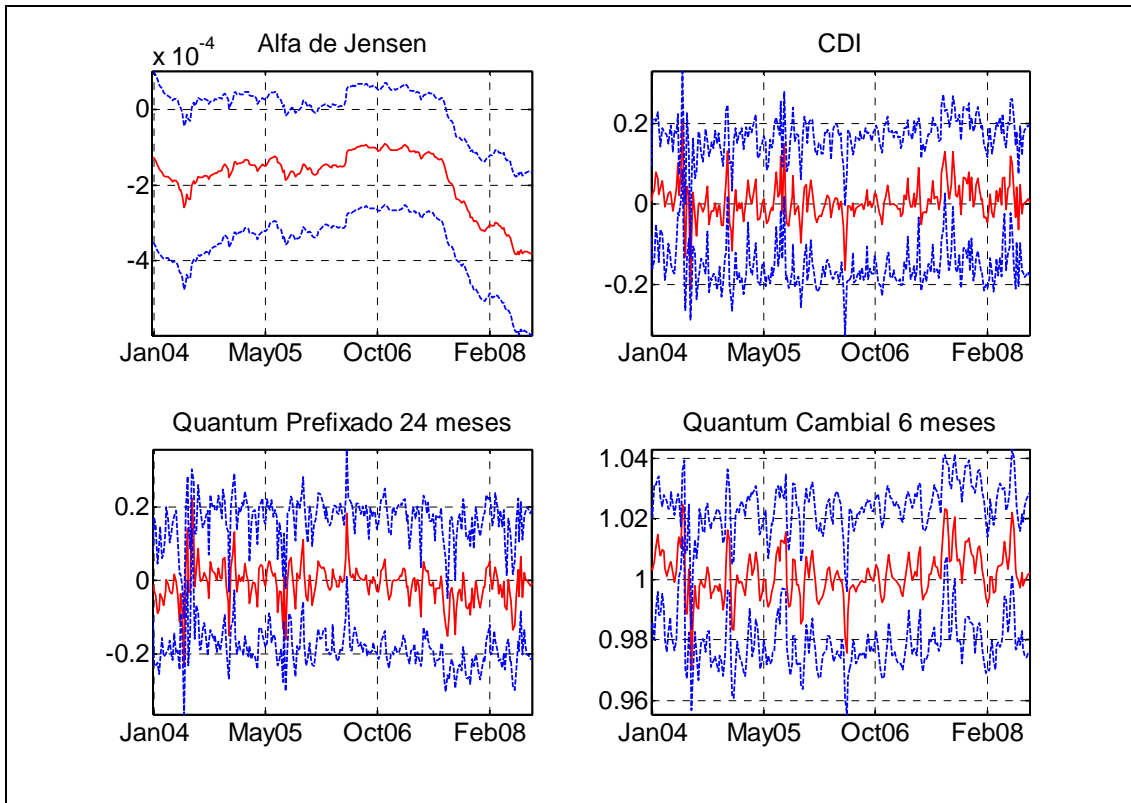 Alfa de Jensen
x 10-4
0
-2
-4
Jan04 May05 Oct06 Feb08
CDI
0.2
0
-0.2
Jan04 May05 Oct06 Feb08
Quantum Prefixado 24 meses
0.2
0
-0.2
Jan04 May05 Oct06 Feb08
Quantum Cambial 6 meses
1.04
1.02
1
0.98
0.96
Jan04 May05 Oct06 Feb08